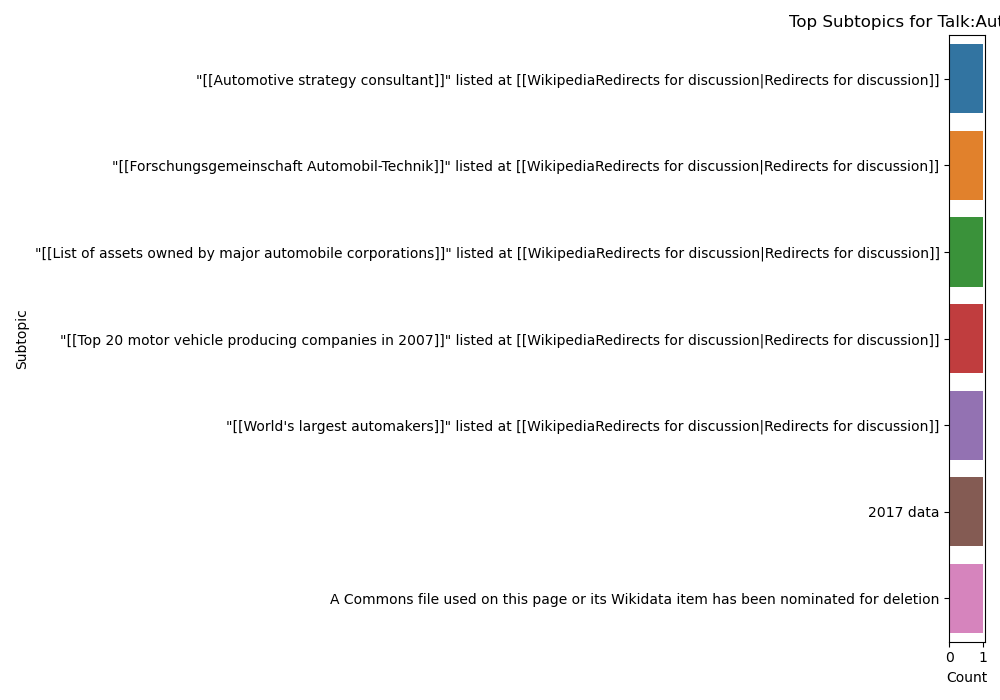 Top Subtopics for Talk:Aut
"[[Automotive strategy consultant]]" listed at [[WikipediaRedirects for discussion|Redirects for discussion]]
"[[Forschungsgemeinschaft Automobil-Technik]]" listed at [[WikipediaRedirects for discussion|Redirects for discussion]]
"[[List of assets owned by major automobile corporations]]" listed at [[WikipediaRedirects for discussion|Redirects for discussion]]
"[[Top 20 motor vehicle producing companies in 2007]]" listed at [[WikipediaRedirects for discussion|Redirects for discussion]]
"[[World's largest automakers]]" listed at [[WikipediaRedirects for discussion|Redirects for discussion]]
2017 data
A Commons file used on this page or its Wikidata item has been nominated for deletion
Subtopic
0 1
Count